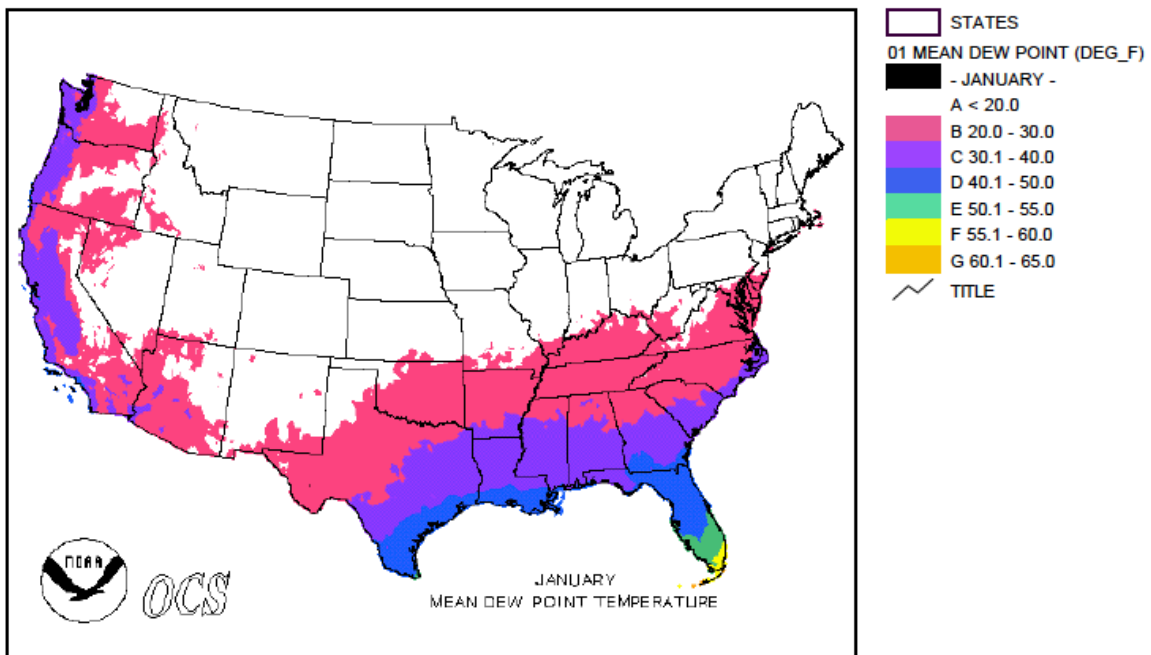 STATES
01 MEAN DEW POINT (DEG_F)
- JANUARY -
A < 20.0
B 20.0 - 30.0
C 30.1 - 40.0
D 40.1 - 50.0
E 50.1 - 55.0
F 55.1 - 60.0
G 60.1 - 65.0
TITLE
NOAA
OCS
JANUARY
MEAN DEW POINT TEMPERATURE